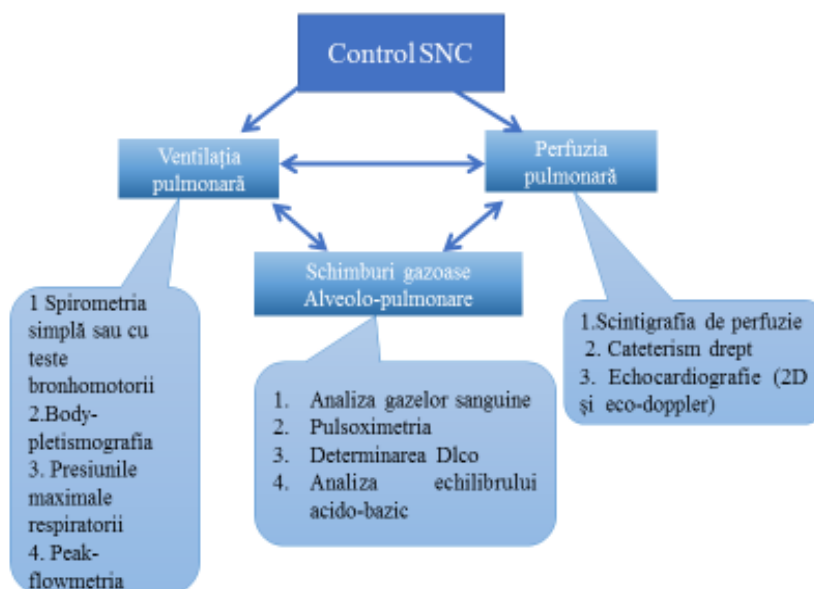 Control SNC
Ventilația
pulmonară
Perfuzia
pulmonară
Schimburi gazoase
Alveolo-pulmonare
1 Spirometria
simplă sau cu
teste
bronhomotorii
2.Body-
pletismografia
3. Presiunile
maximale
respiratorii
4. Peak-
flowmetria
1. Analiza gazelor sanguine
2. Pulsoximetria
3. Determinarea Dlco
4. Analiza echilibrului
acido-bazic
1.Scintigrafia de perfuzie
2. Cateterism drept
3. Echocardiografie (2D
și eco-doppler)